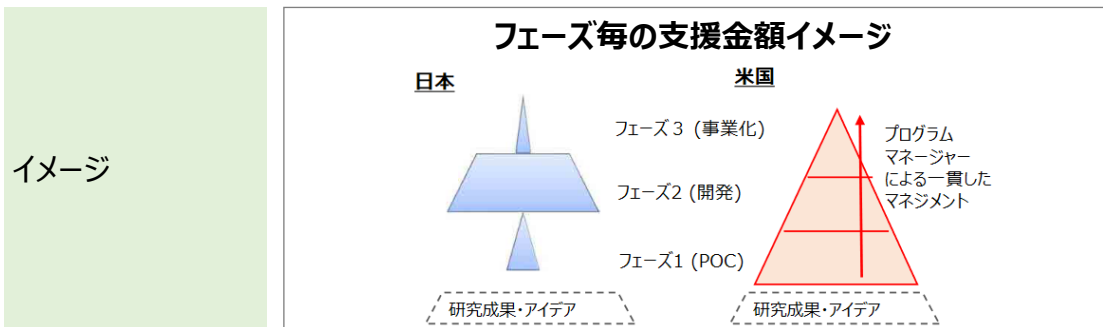 イメージ
フェーズ毎の支援金額イメージ
日本
米国
フェーズ３ (事業化)
フェーズ2 (開発)
フェーズ1 (POC)
プログラム
マネージャー
による一貫した
マネジメント
研究成果・アイデア
研究成果・アイデア